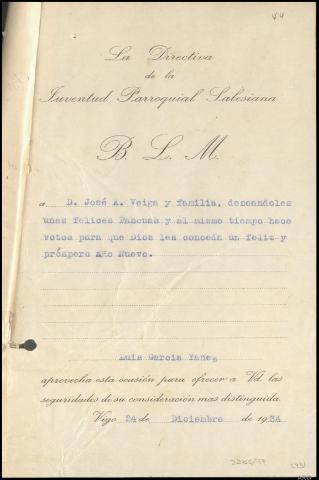 44
La Directiva
de la
Juventud Parroquial Salesiana
B. L. M.
a D. José A. Veiga y familia, deseandoles
unas felices Pascuas y al mismo tiempo hace
votos para que Dios les conceda un feliz y
próspero Año Nuevo.
Luis García Yañez
aprovecha esta ocasión para ofrecer a Vd. las
seguridades de su consideración mas distinguida.
Vigo 24 de Diciembre de 1934